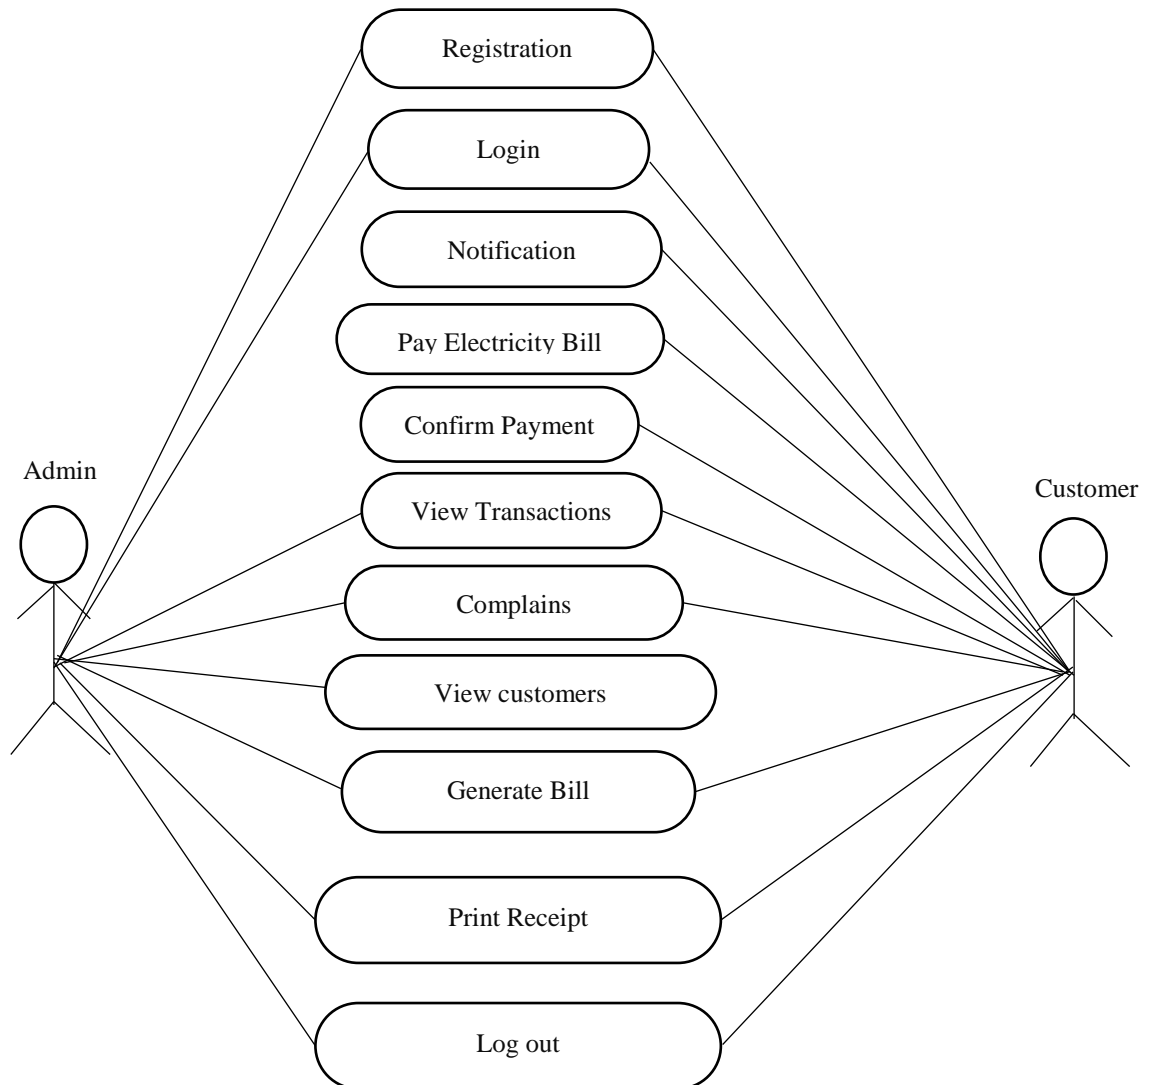 Registration
Login
Notification
Pay Electricity Bill
Confirm Payment
Admin
Customer
View Transactions
Complains
View customers
Generate Bill
Print Receipt
Log out